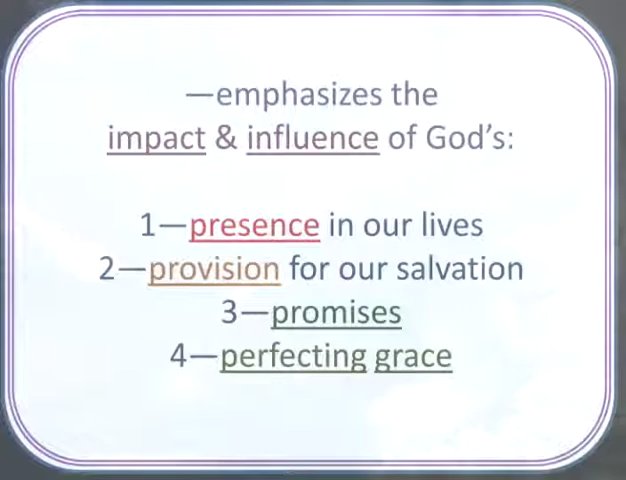 —emphasizes the
impact & influence of God’s:
1—presence in our lives
2—provision for our salvation
3—promises
4—perfecting grace